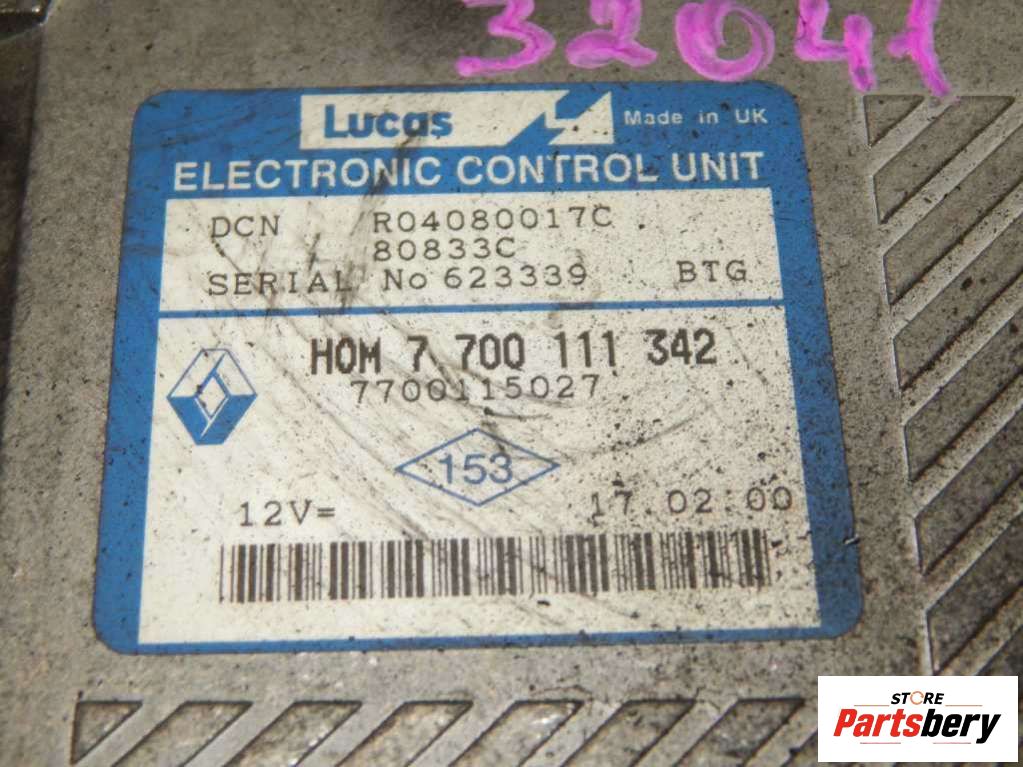 32041
Lucas Made in UK
ELECTRONIC CONTROL UNIT
DCN R04080017C
80833C
SERIAL No 623339 BTG
HOM 7 700 111 342
7700115027
153
12V= 17.02:00
STORE
Partsbery